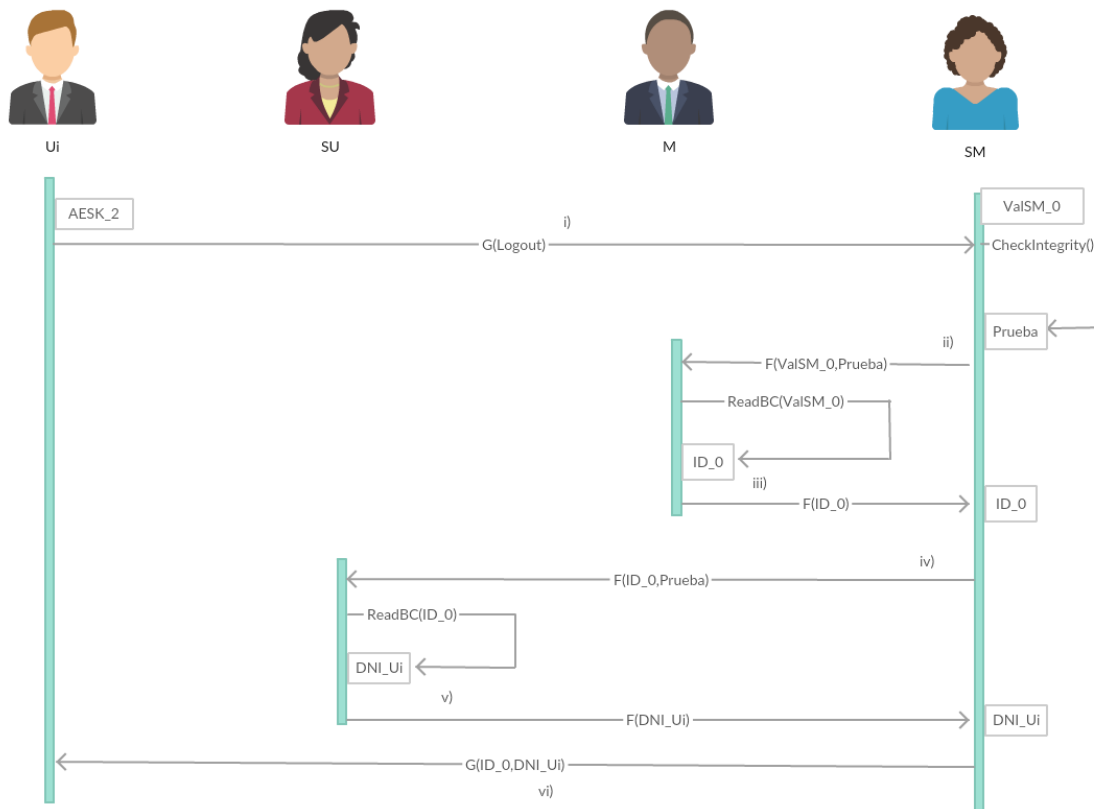 Ui
SU
M
SM
AESK_2
ValSM_0
i)
G(Logout)
CheckIntegrity()
Prueba
ii)
F(ValSM_0,Prueba)
ReadBC(ValSM_0)
ID_0
iii)
F(ID_0)
ID_0
iv)
F(ID_0,Prueba)
ReadBC(ID_0)
DNI_Ui
v)
F(DNI_Ui)
DNI_Ui
G(ID_0,DNI_Ui)
vi)